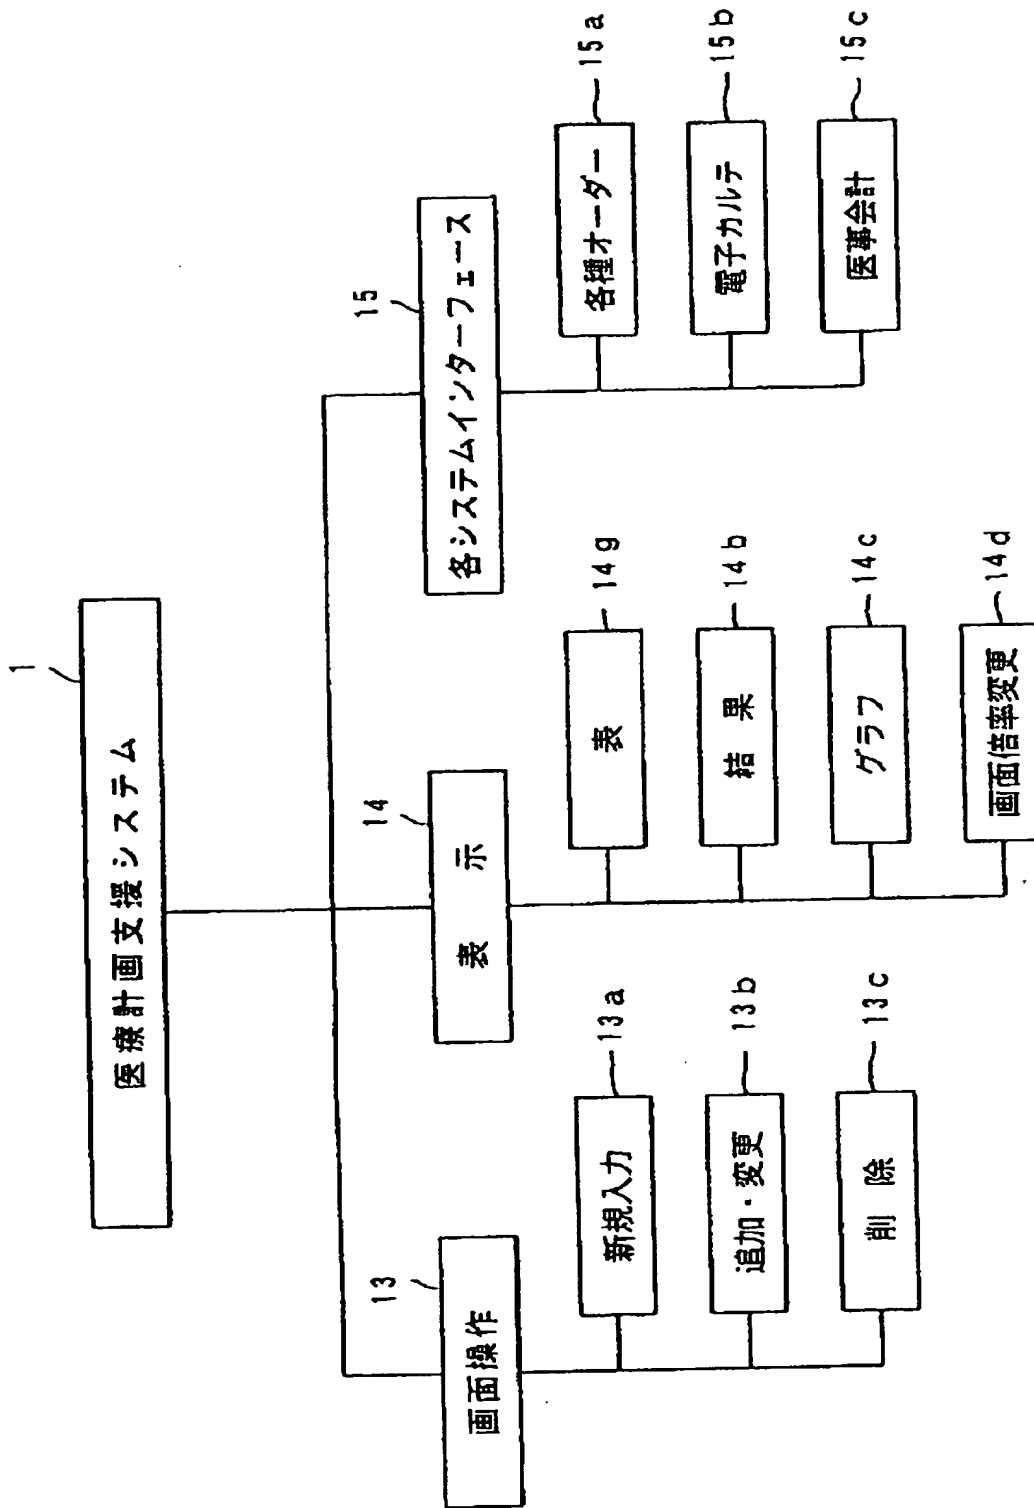 1
医療計画支援システム
13
画面操作
13a
新規入力
13b
追加・変更
13c
削除
14
表示
14g
表
14b
結果
14c
グラフ
14d
画面倍率変更
15
各システムインターフェース
15a
各種オーダー
15b
電子カルテ
15c
医事会計